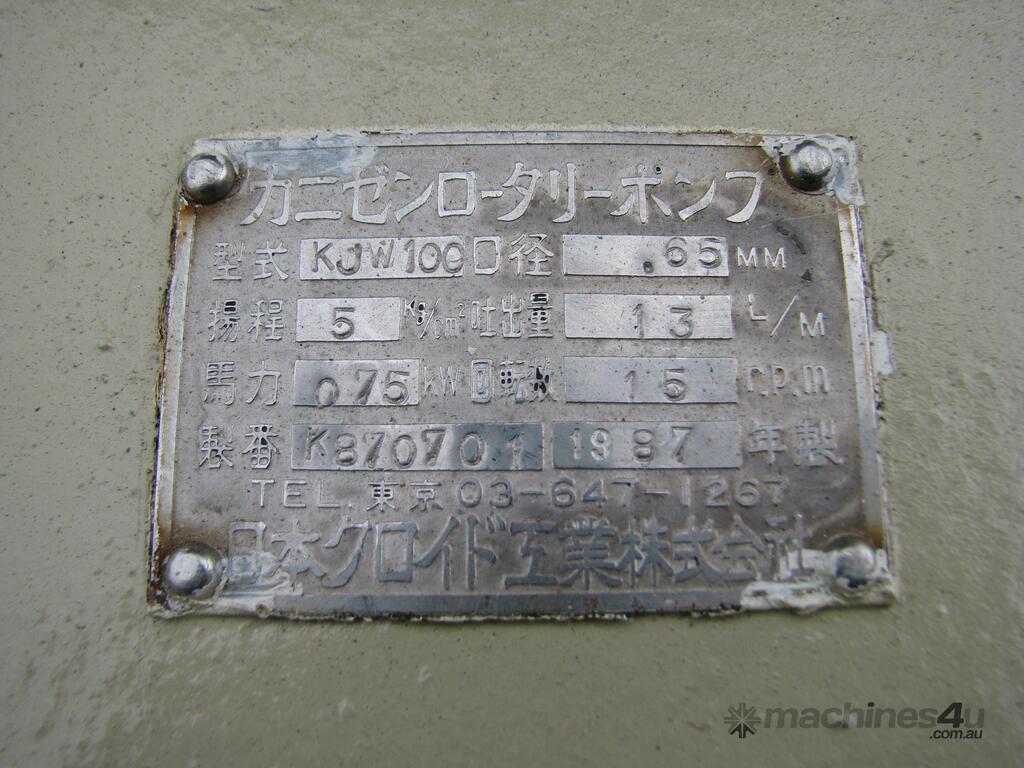 カニゼンロータリーポンプ
型式 KJW100 口径 .65 MM
揚程 5 Kg/cm² 吐出量 13 L/M
馬力 0.75 kW 回転数 15 r.p.m
製番 K870701 1987 年製
TEL. 東京 03-647-1267
日本クロイド工業株式会社
machines4u
.com.au